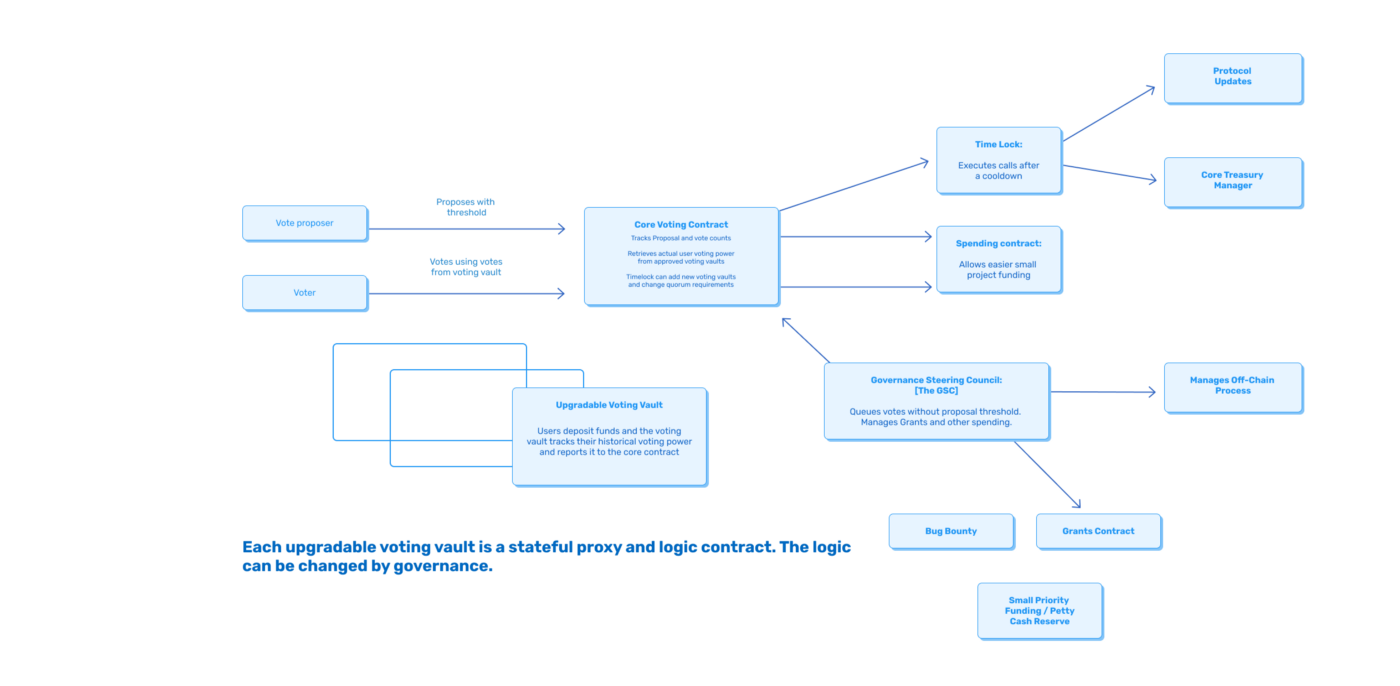 Protocol
Updates
Time Lock:
Executes calls after
a cooldown
Core Treasury
Manager
Proposes with
threshold
Vote proposer
Core Voting Contract
Tracks Proposal and vote counts
Retrieves actual user voting power
from approved voting vaults
Timelock can add new voting vaults
and change quorum requirements
Spending contract:
Allows easier small
project funding
Votes using votes
from voting vault
Voter
Upgradable Voting Vault
Users deposit funds and the voting
vault tracks their historical voting power
and reports it to the core contract
Governance Steering Council:
[The GSC]
Queues votes without proposal threshold.
Manages Grants and other spending.
Manages Off-Chain
Process
Each upgradable voting vault is a stateful proxy and logic contract. The logic
can be changed by governance.
Bug Bounty
Grants Contract
Small Priority
Funding / Petty
Cash Reserve